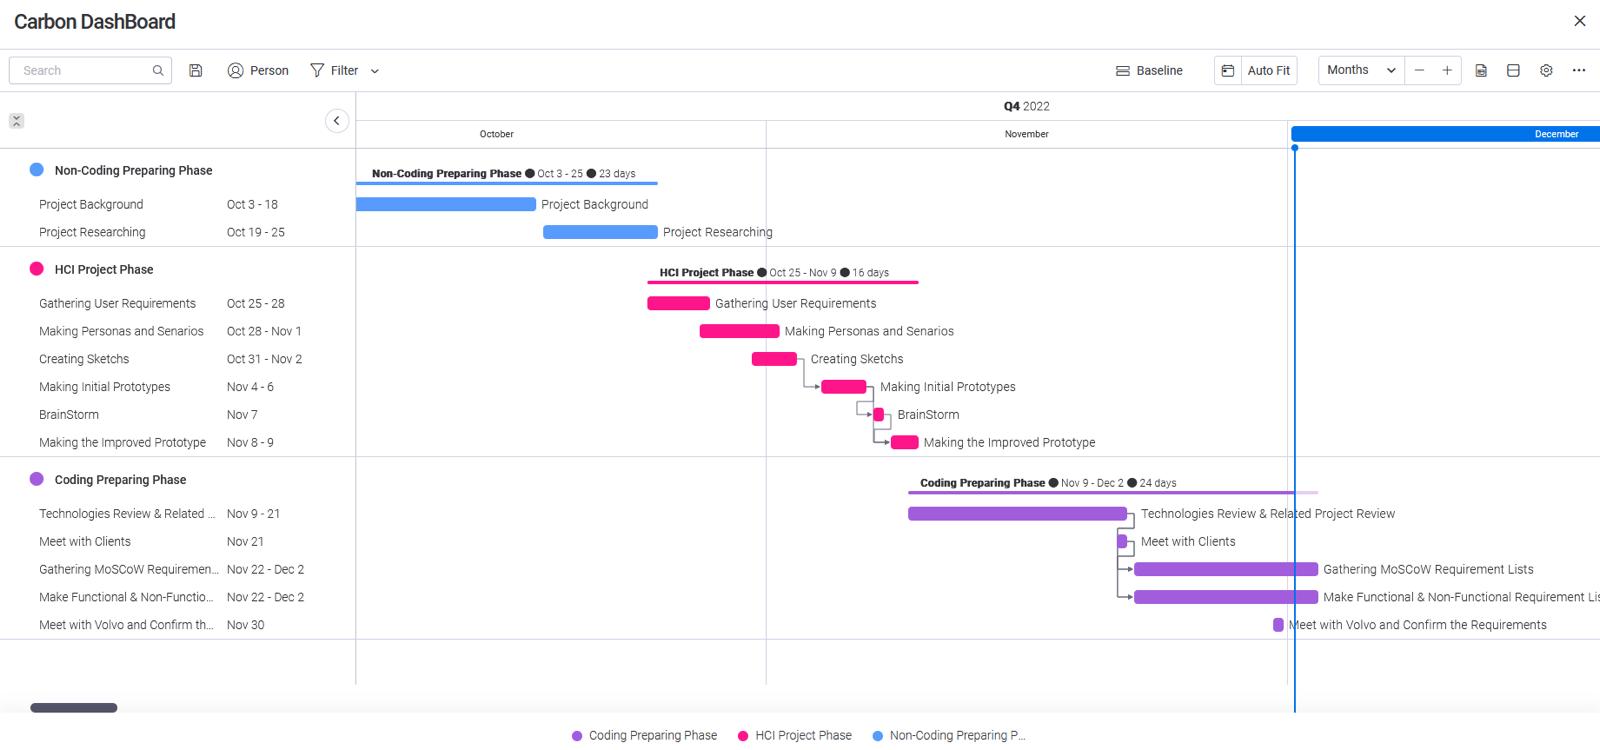 Carbon DashBoard
Search
Person
Filter
Baseline
Auto Fit
Months
Q4 2022
October
November
December
Non-Coding Preparing Phase
Non-Coding Preparing Phase ● Oct 3 - 25 ● 23 days
Project Background Oct 3 - 18
Project Background
Project Researching Oct 19 - 25
Project Researching
HCI Project Phase
HCI Project Phase ● Oct 25 - Nov 9 ● 16 days
Gathering User Requirements Oct 25 - 28
Gathering User Requirements
Making Personas and Senarios Oct 28 - Nov 1
Making Personas and Senarios
Creating Sketchs Oct 31 - Nov 2
Creating Sketchs
Making Initial Prototypes Nov 4 - 6
Making Initial Prototypes
BrainStorm Nov 7
BrainStorm
Making the Improved Prototype Nov 8 - 9
Making the Improved Prototype
Coding Preparing Phase
Coding Preparing Phase ● Nov 9 - Dec 2 ● 24 days
Technologies Review & Related ... Nov 9 - 21
Technologies Review & Related Project Review
Meet with Clients Nov 21
Meet with Clients
Gathering MoSCoW Requiremen... Nov 22 - Dec 2
Gathering MoSCoW Requirement Lists
Make Functional & Non-Functio... Nov 22 - Dec 2
Make Functional & Non-Functional Requirement Lis
Meet with Volvo and Confirm th... Nov 30
Meet with Volvo and Confirm the Requirements
Coding Preparing Phase
HCI Project Phase
Non-Coding Preparing P...